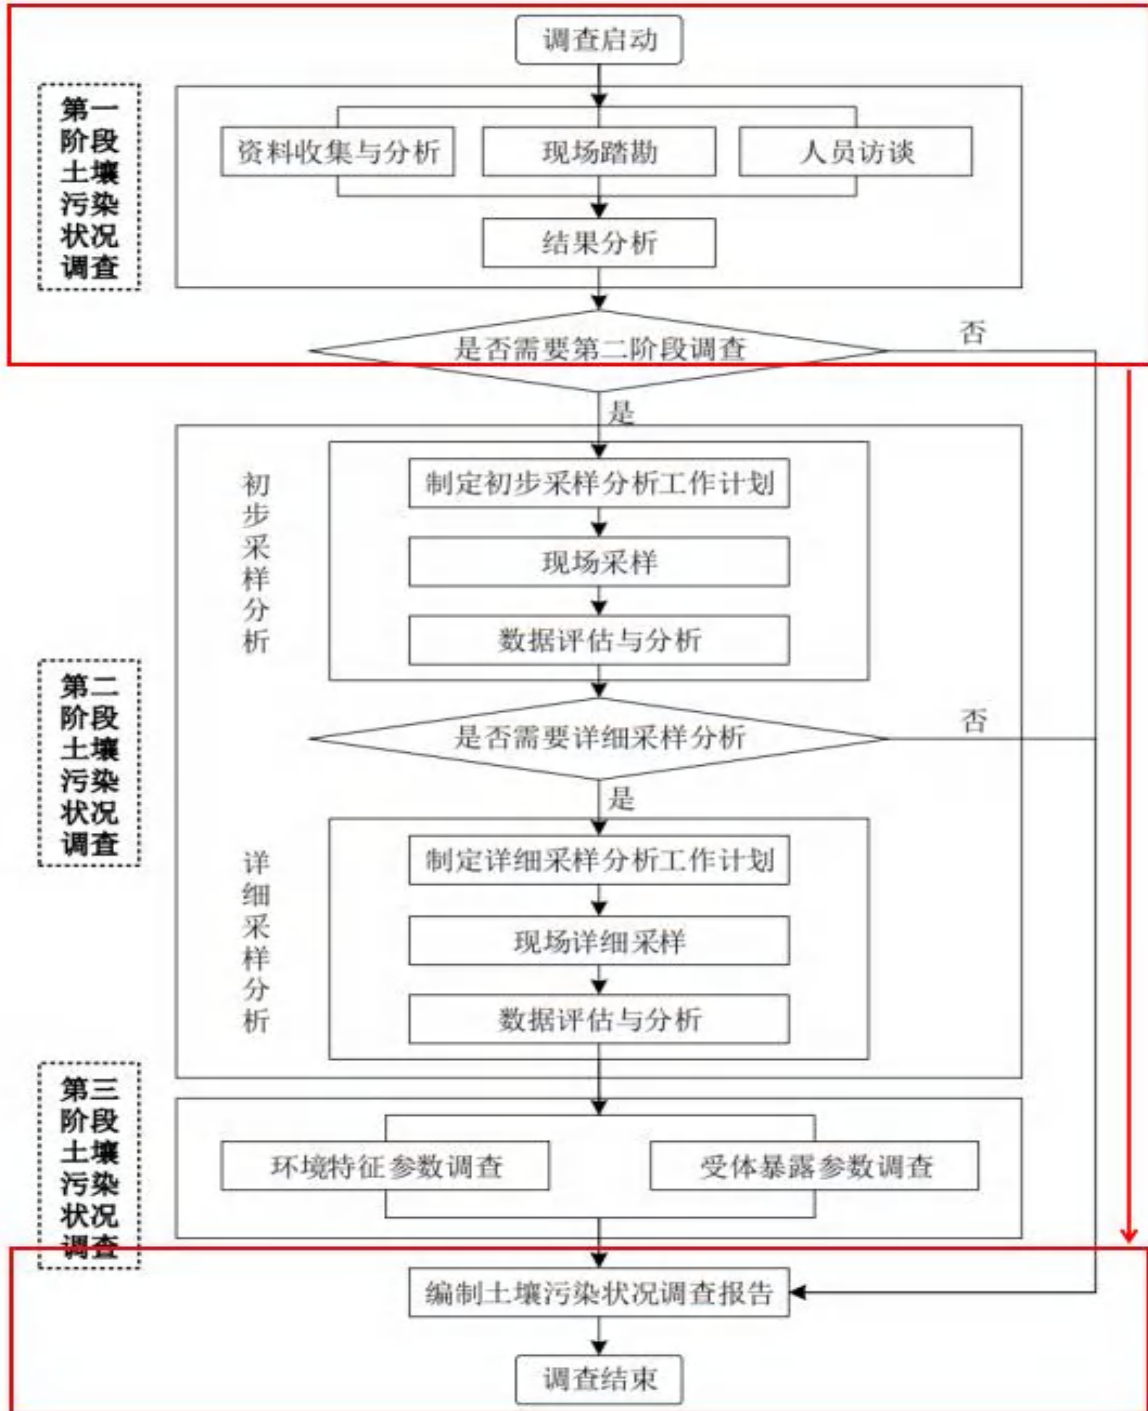 调查启动
第一
阶段
土壤
污染
状况
调查
资料收集与分析
现场踏勘
人员访谈
结果分析
是否需要第二阶段调查
否
是
第二
阶段
土壤
污染
状况
调查
初
步
采
样
分
析
制定初步采样分析工作计划
现场采样
数据评估与分析
是否需要详细采样分析
否
是
详
细
采
样
分
析
制定详细采样分析工作计划
现场详细采样
数据评估与分析
第三
阶段
土壤
污染
状况
调查
环境特征参数调查
受体暴露参数调查
编制土壤污染状况调查报告
调查结束